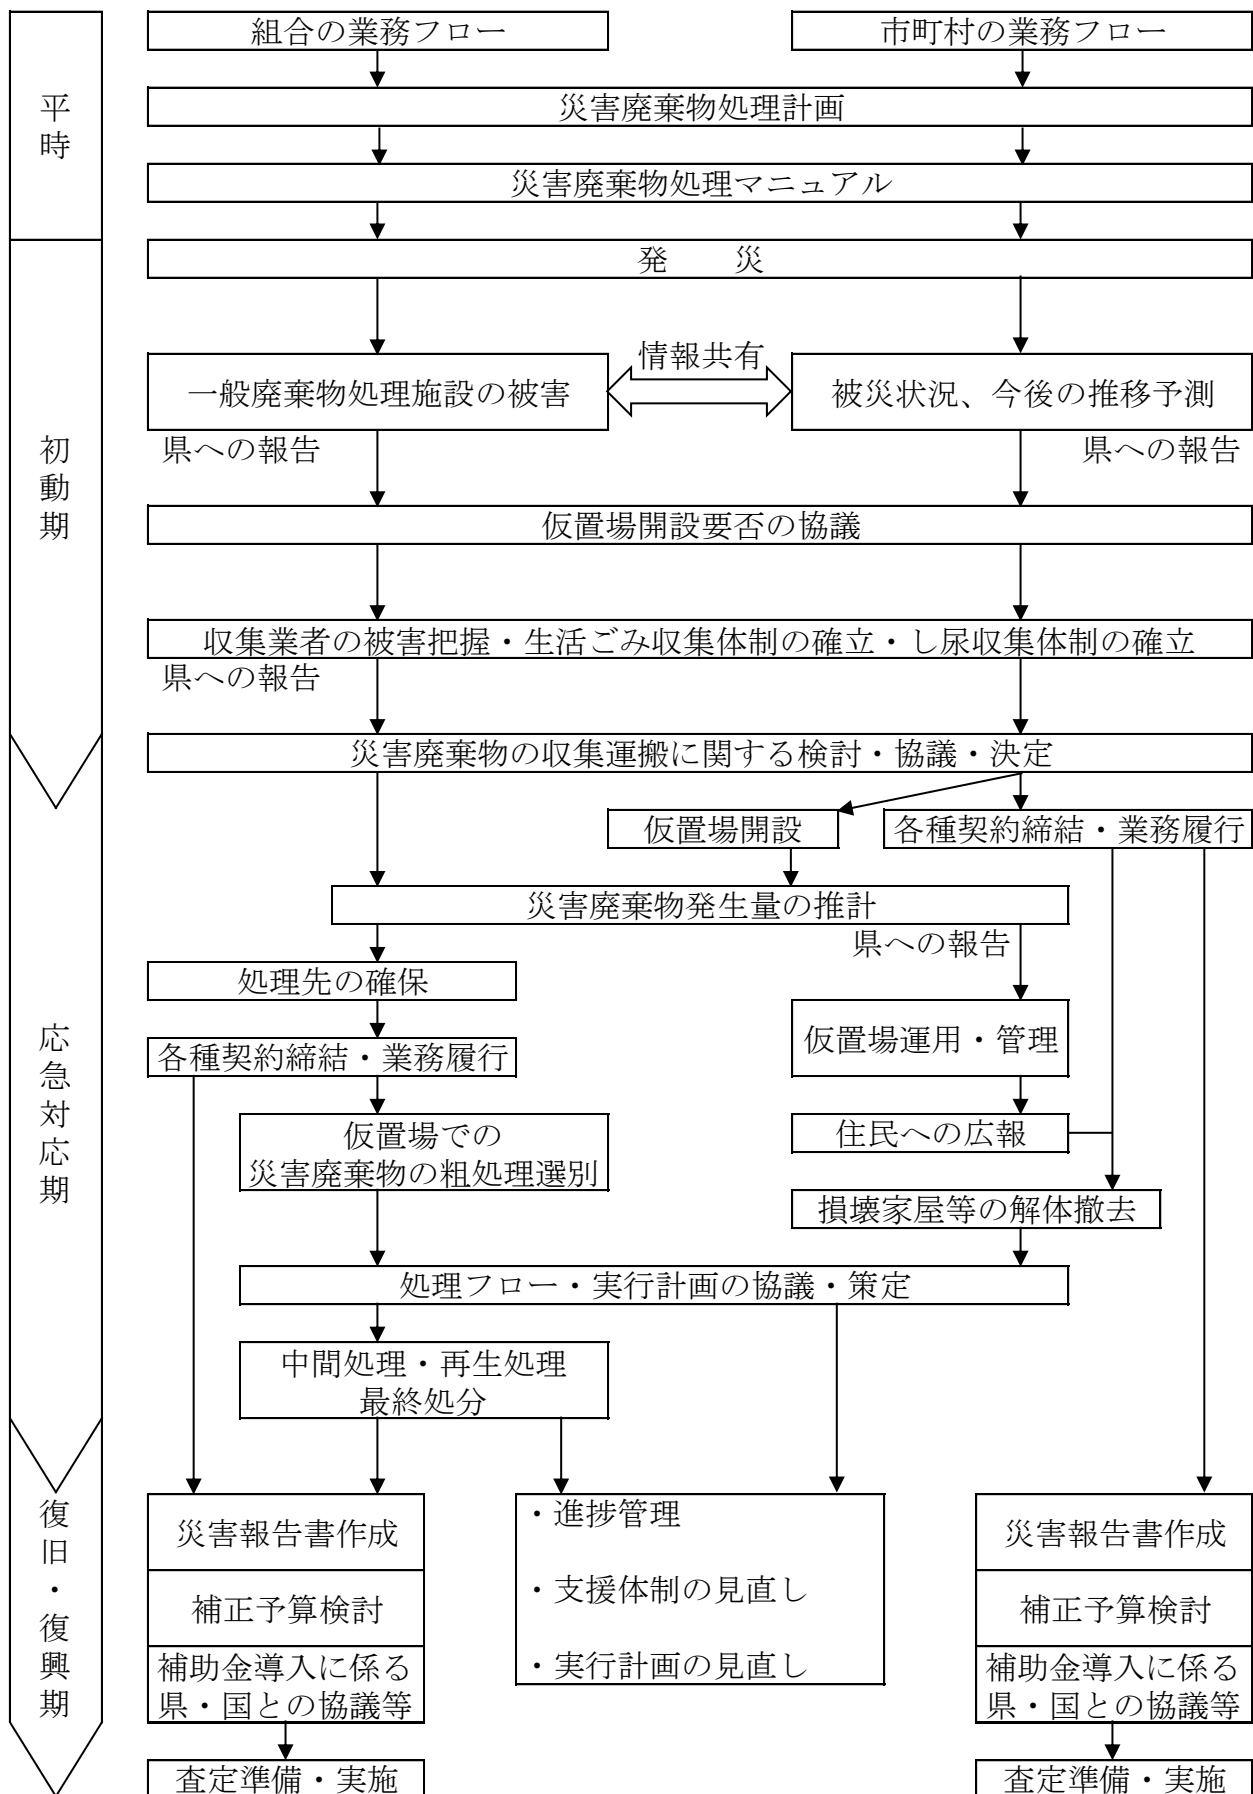 組合の業務フロー
市町村の業務フロー
平時
災害廃棄物処理計画
災害廃棄物処理マニュアル
発　　災
初動期
情報共有
一般廃棄物処理施設の被害
被災状況、今後の推移予測
県への報告
県への報告
仮置場開設要否の協議
収集業者の被害把握・生活ごみ収集体制の確立・し尿収集体制の確立
県への報告
災害廃棄物の収集運搬に関する検討・協議・決定
応急対応期
仮置場開設
各種契約締結・業務履行
災害廃棄物発生量の推計
県への報告
処理先の確保
仮置場運用・管理
各種契約締結・業務履行
住民への広報
仮置場での
災害廃棄物の粗処理選別
損壊家屋等の解体撤去
処理フロー・実行計画の協議・策定
中間処理・再生処理
最終処分
復旧・復興期
災害報告書作成
補正予算検討
補助金導入に係る
県・国との協議等
査定準備・実施
・進捗管理
・支援体制の見直し
・実行計画の見直し
災害報告書作成
補正予算検討
補助金導入に係る
県・国との協議等
査定準備・実施